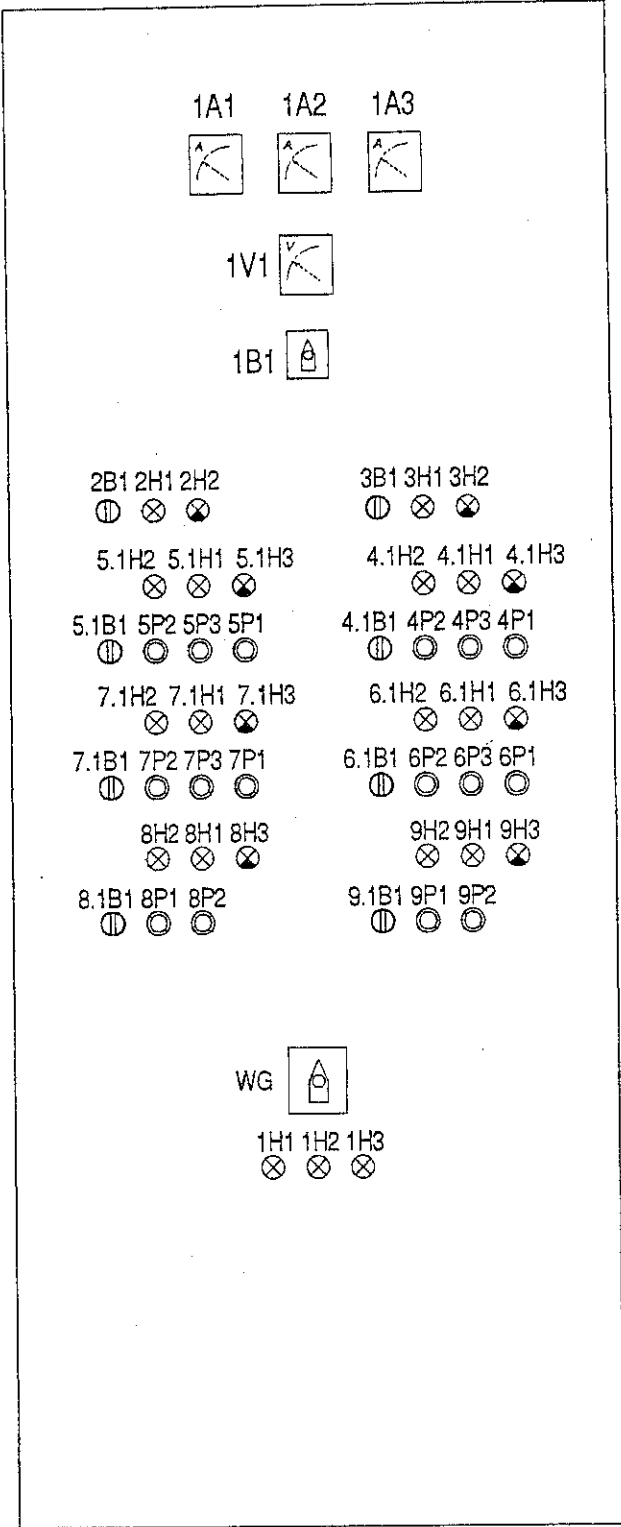 1A1 1A2 1A3
A A A
1V1 V
1B1
2B1 2H1 2H2 3B1 3H1 3H2
5.1H2 5.1H1 5.1H3 4.1H2 4.1H1 4.1H3
5.1B1 5P2 5P3 5P1 4.1B1 4P2 4P3 4P1
7.1H2 7.1H1 7.1H3 6.1H2 6.1H1 6.1H3
7.1B1 7P2 7P3 7P1 6.1B1 6P2 6P3 6P1
8H2 8H1 8H3 9H2 9H1 9H3
8.1B1 8P1 8P2 9.1B1 9P1 9P2
WG
1H1 1H2 1H3